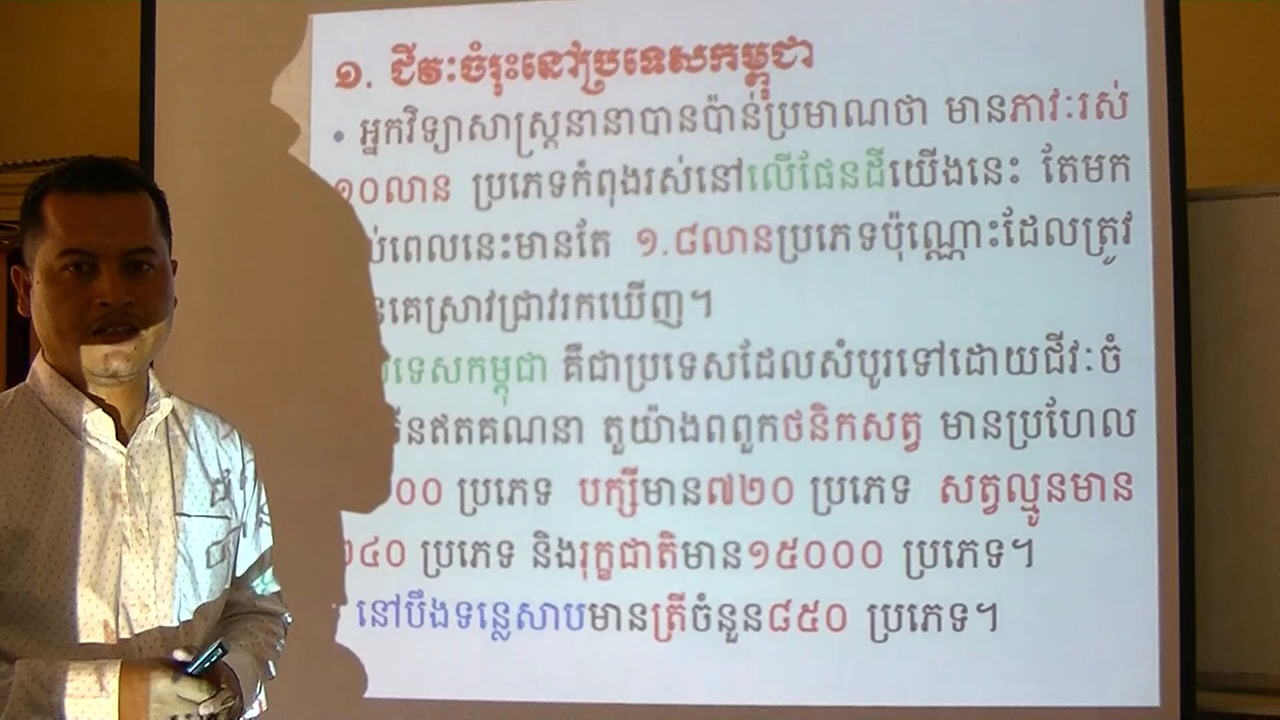 ១. ជីវៈចំរុះនៅប្រទេសកម្ពុជា
• អ្នកវិទ្យាសាស្ត្រនានាបានប៉ាន់ប្រមាណថា មានភាវៈរស់
១០លាន ប្រភេទកំពុងរស់នៅលើផែនដីយើងនេះ តែមក
ពេលនេះមានតែ ១.៨លានប្រភេទប៉ុណ្ណោះដែលត្រូវ
គេស្រាវជ្រាវរកឃើញ។
ទេសកម្ពុជា គឺជាប្រទេសដែលសំបូរទៅដោយជីវៈចំ
ឥតគណនា តួយ៉ាងពពួកថនិកសត្វ មានប្រហែល
០០ ប្រភេទ បក្សីមាន៧២០ ប្រភេទ សត្វល្មូនមាន
៤០ ប្រភេទ និងរុក្ខជាតិមាន១៥០០០ ប្រភេទ។
នៅបឹងទន្លេសាបមានត្រីចំនួន៨៥០ ប្រភេទ។